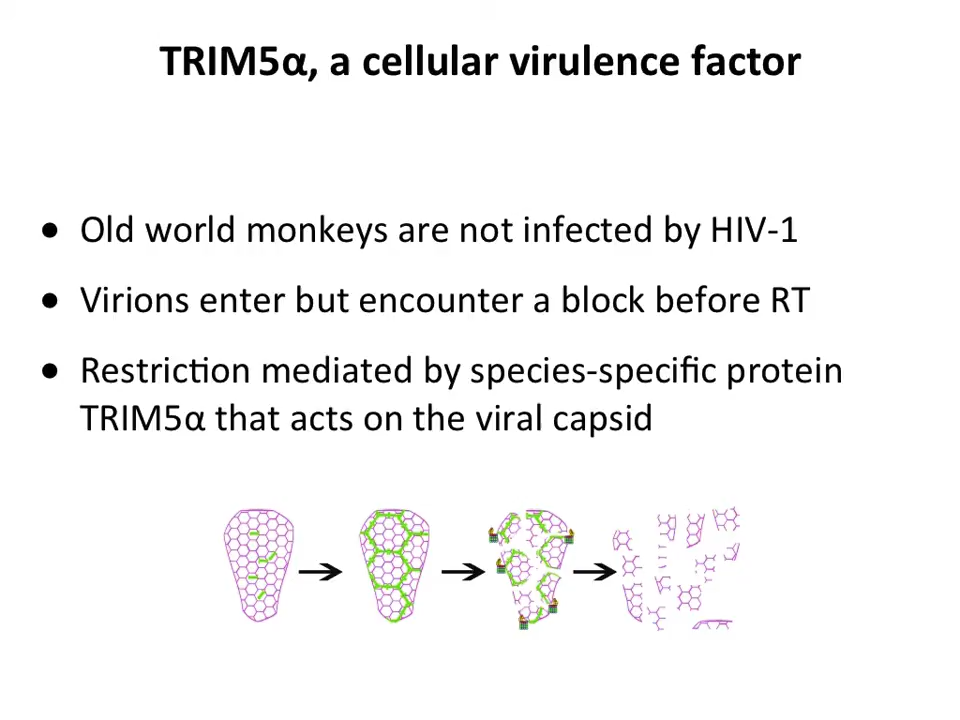 TRIM5α, a cellular virulence factor
• Old world monkeys are not infected by HIV-1
• Virions enter but encounter a block before RT
• Restriction mediated by species-specific protein
TRIM5α that acts on the viral capsid